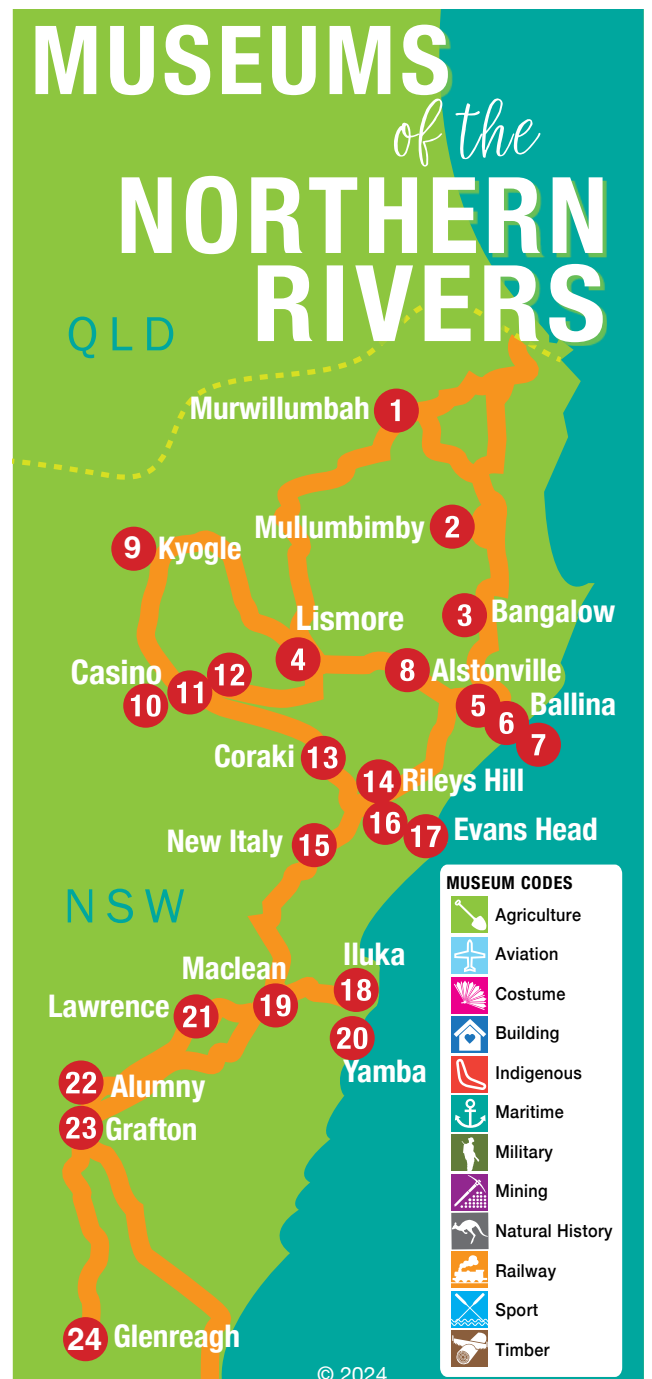 MUSEUMS
of the
NORTHERN
RIVERS
QLD
Murwillumbah 1
Mullumbimby 2
9 Kyogle
3 Bangalow
Lismore
4
8 Alstonville
Casino
10
11
12
5
6
7
Ballina
Coraki 13
14 Rileys Hill
16
17 Evans Head
New Italy 15
NSW
Iluka
18
Maclean
19
Lawrence 21
20
Yamba
22 Alumny
23 Grafton
24 Glenreagh
MUSEUM CODES
Agriculture
Aviation
Costume
Building
Indigenous
Maritime
Military
Mining
Natural History
Railway
Sport
Timber
© 2024